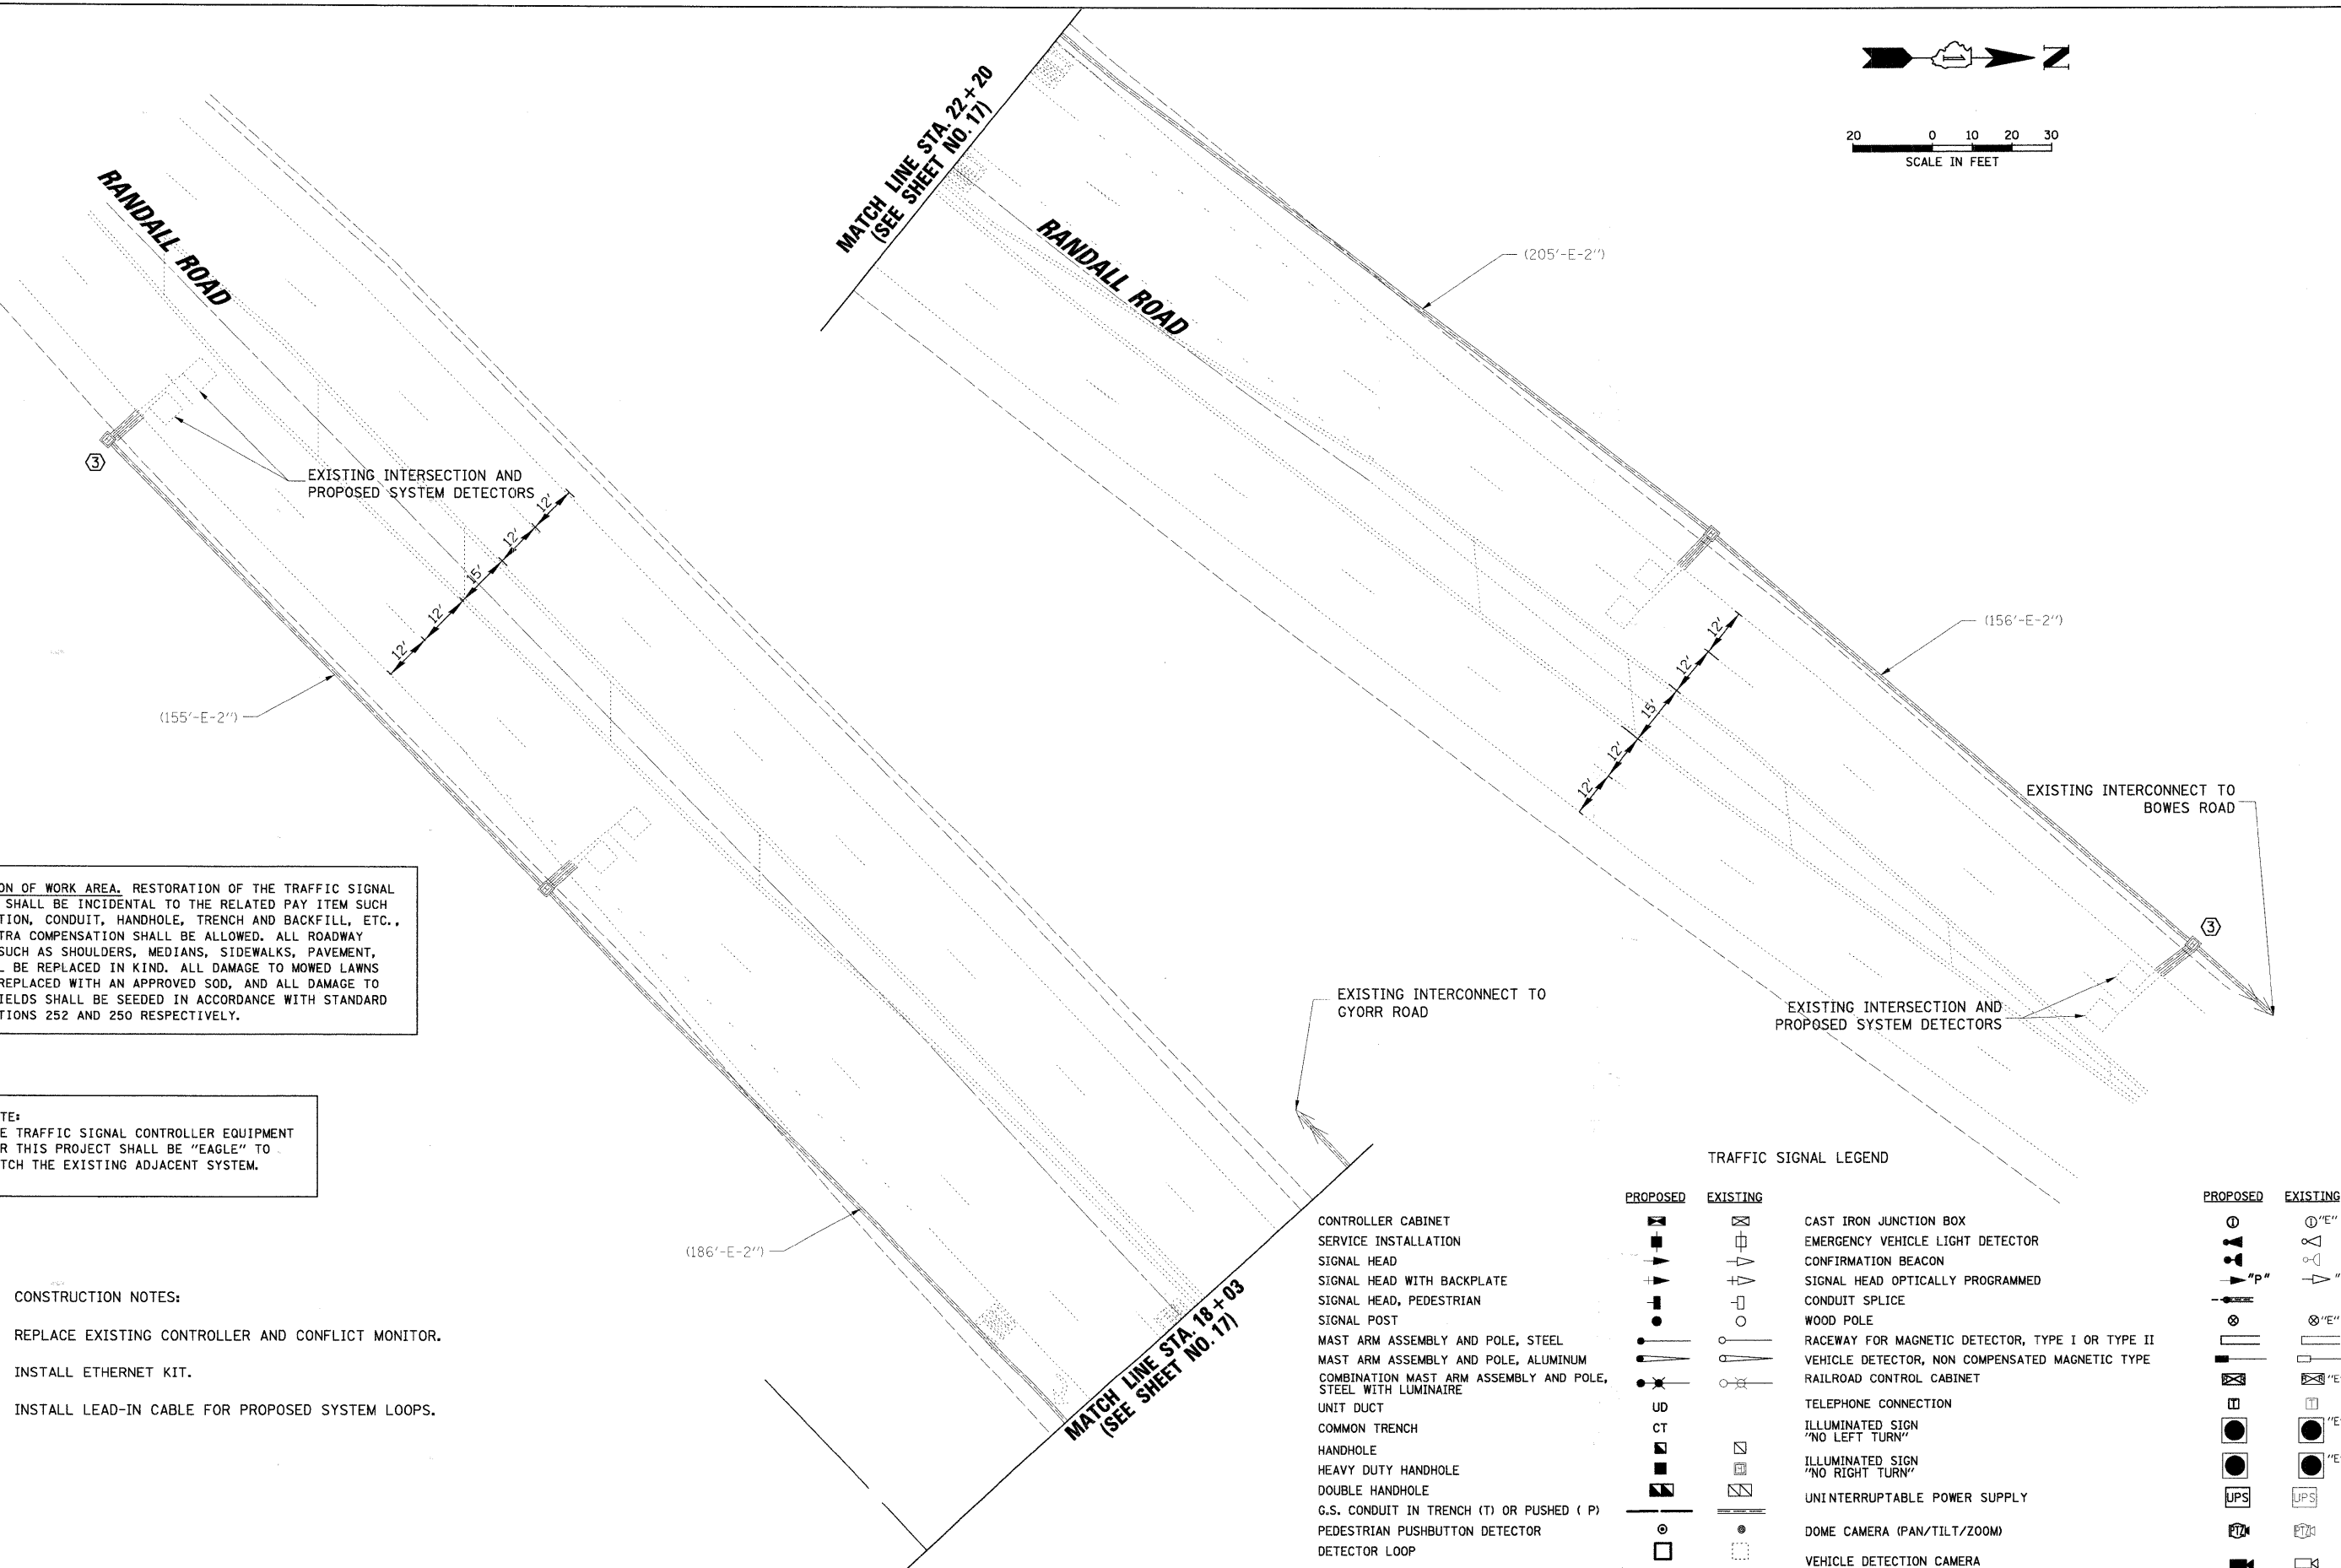 RANDALL ROAD
MATCH LINE STA. 22+20
(SEE SHEET NO. 17)
RANDALL ROAD
N
20 0 10 20 30
SCALE IN FEET
(205'-E-2")
3
EXISTING INTERSECTION AND
PROPOSED SYSTEM DETECTORS
12'
12'
15'
12'
12'
(155'-E-2")
(156'-E-2")
12'
12'
15'
12'
12'
EXISTING INTERCONNECT TO
BOWES ROAD
3
EXISTING INTERSECTION AND
PROPOSED SYSTEM DETECTORS
EXISTING INTERCONNECT TO
GYORR ROAD
ON OF WORK AREA. RESTORATION OF THE TRAFFIC SIGNAL
SHALL BE INCIDENTAL TO THE RELATED PAY ITEM SUCH
TION, CONDUIT, HANDHOLE, TRENCH AND BACKFILL, ETC.,
TRA COMPENSATION SHALL BE ALLOWED. ALL ROADWAY
SUCH AS SHOULDERS, MEDIANS, SIDEWALKS, PAVEMENT,
L BE REPLACED IN KIND. ALL DAMAGE TO MOWED LAWNS
REPLACED WITH AN APPROVED SOD, AND ALL DAMAGE TO
IELDS SHALL BE SEEDED IN ACCORDANCE WITH STANDARD
TIONS 252 AND 250 RESPECTIVELY.
TE:
E TRAFFIC SIGNAL CONTROLLER EQUIPMENT
R THIS PROJECT SHALL BE "EAGLE" TO
TCH THE EXISTING ADJACENT SYSTEM.
(186'-E-2")
MATCH LINE STA. 18+03
(SEE SHEET NO. 17)
CONSTRUCTION NOTES:
REPLACE EXISTING CONTROLLER AND CONFLICT MONITOR.
INSTALL ETHERNET KIT.
INSTALL LEAD-IN CABLE FOR PROPOSED SYSTEM LOOPS.
TRAFFIC SIGNAL LEGEND
PROPOSED EXISTING
CONTROLLER CABINET
SERVICE INSTALLATION
SIGNAL HEAD
SIGNAL HEAD WITH BACKPLATE
SIGNAL HEAD, PEDESTRIAN
SIGNAL POST
MAST ARM ASSEMBLY AND POLE, STEEL
MAST ARM ASSEMBLY AND POLE, ALUMINUM
COMBINATION MAST ARM ASSEMBLY AND POLE,
STEEL WITH LUMINAIRE
UNIT DUCT UD
COMMON TRENCH CT
HANDHOLE
HEAVY DUTY HANDHOLE H
DOUBLE HANDHOLE
G.S. CONDUIT IN TRENCH (T) OR PUSHED ( P)
PEDESTRIAN PUSHBUTTON DETECTOR
DETECTOR LOOP
PROPOSED EXISTING
CAST IRON JUNCTION BOX "E"
EMERGENCY VEHICLE LIGHT DETECTOR
CONFIRMATION BEACON
SIGNAL HEAD OPTICALLY PROGRAMMED "P" "
CONDUIT SPLICE
WOOD POLE "E"
RACEWAY FOR MAGNETIC DETECTOR, TYPE I OR TYPE II
VEHICLE DETECTOR, NON COMPENSATED MAGNETIC TYPE
RAILROAD CONTROL CABINET "E
TELEPHONE CONNECTION T T
ILLUMINATED SIGN "E
"NO LEFT TURN"
ILLUMINATED SIGN "E
"NO RIGHT TURN"
UNINTERRUPTABLE POWER SUPPLY UPS UPS
DOME CAMERA (PAN/TILT/ZOOM) PTZ PTZ
VEHICLE DETECTION CAMERA